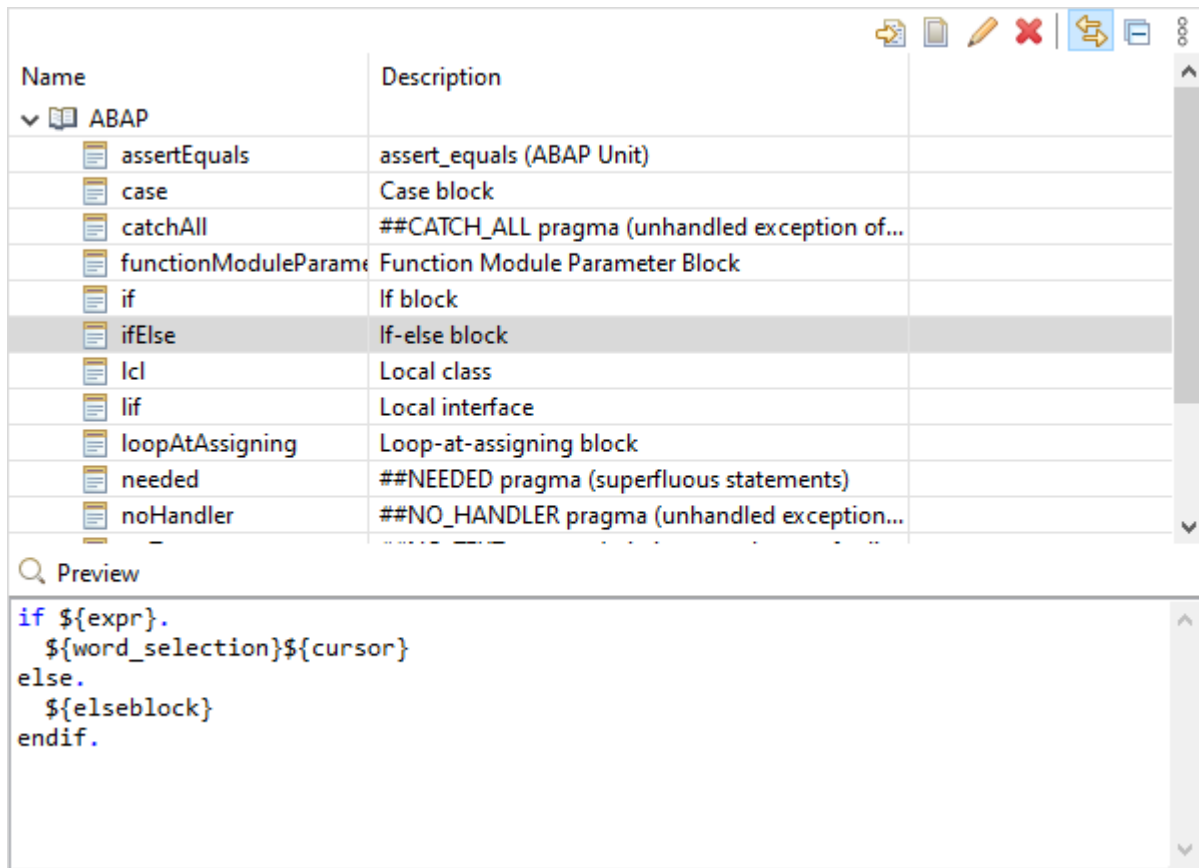 Name Description
ABAP
assertEquals assert_equals (ABAP Unit)
case Case block
catchAll ##CATCH_ALL pragma (unhandled exception of...
functionModuleParame Function Module Parameter Block
if If block
ifElse If-else block
lcl Local class
lif Local interface
loopAtAssigning Loop-at-assigning block
needed ##NEEDED pragma (superfluous statements)
noHandler ##NO_HANDLER pragma (unhandled exception...
Preview
if ${expr}.
  ${word_selection}${cursor}
else.
  ${elseblock}
endif.